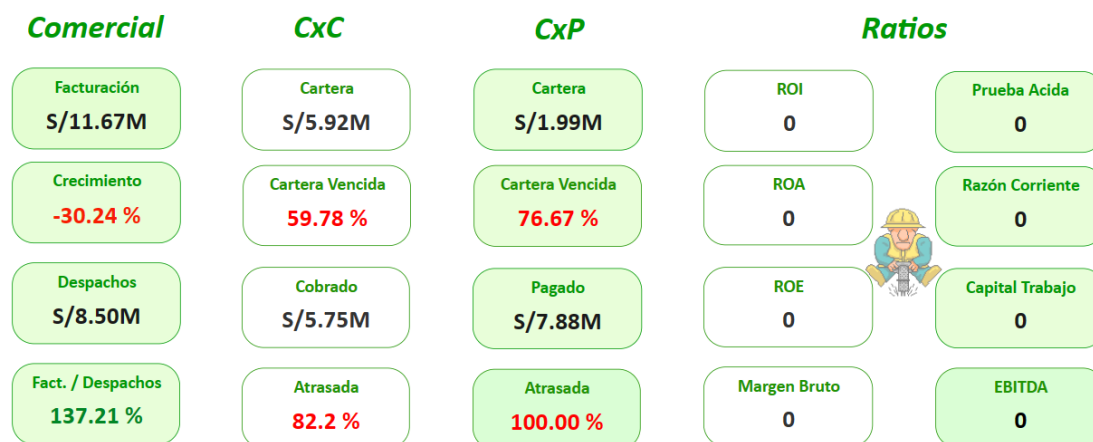 Comercial
CxC
CxP
Ratios
Facturación
S/11.67M
Cartera
S/5.92M
Cartera
S/1.99M
ROI
0
Prueba Acida
0
Crecimiento
-30.24 %
Cartera Vencida
59.78 %
Cartera Vencida
76.67 %
ROA
0
Razón Corriente
0
Despachos
S/8.50M
Cobrado
S/5.75M
Pagado
S/7.88M
ROE
0
Capital Trabajo
0
Fact. / Despachos
137.21 %
Atrasada
82.2 %
Atrasada
100.00 %
Margen Bruto
0
EBITDA
0